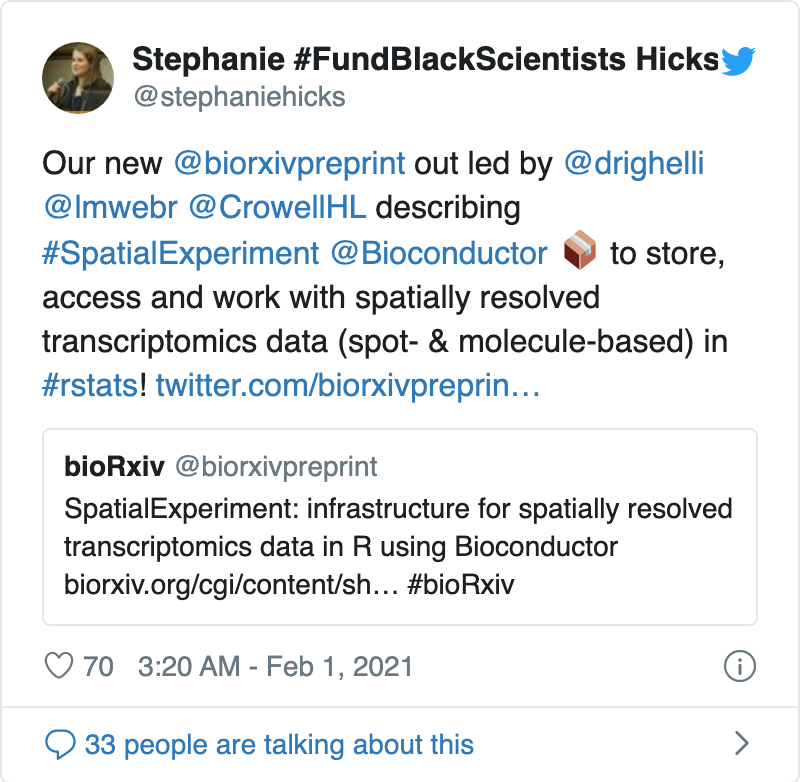 Stephanie #FundBlackScientists Hicks
@stephaniehicks
Our new @biorxivpreprint out led by @drighelli
@lmwebr @CrowellHL describing
#SpatialExperiment @Bioconductor 📦 to store,
access and work with spatially resolved
transcriptomics data (spot- & molecule-based) in
#rstats! twitter.com/biorxivpreprin…
bioRxiv @biorxivpreprint
SpatialExperiment: infrastructure for spatially resolved
transcriptomics data in R using Bioconductor
biorxiv.org/cgi/content/sh… #bioRxiv
70 3:20 AM - Feb 1, 2021
33 people are talking about this